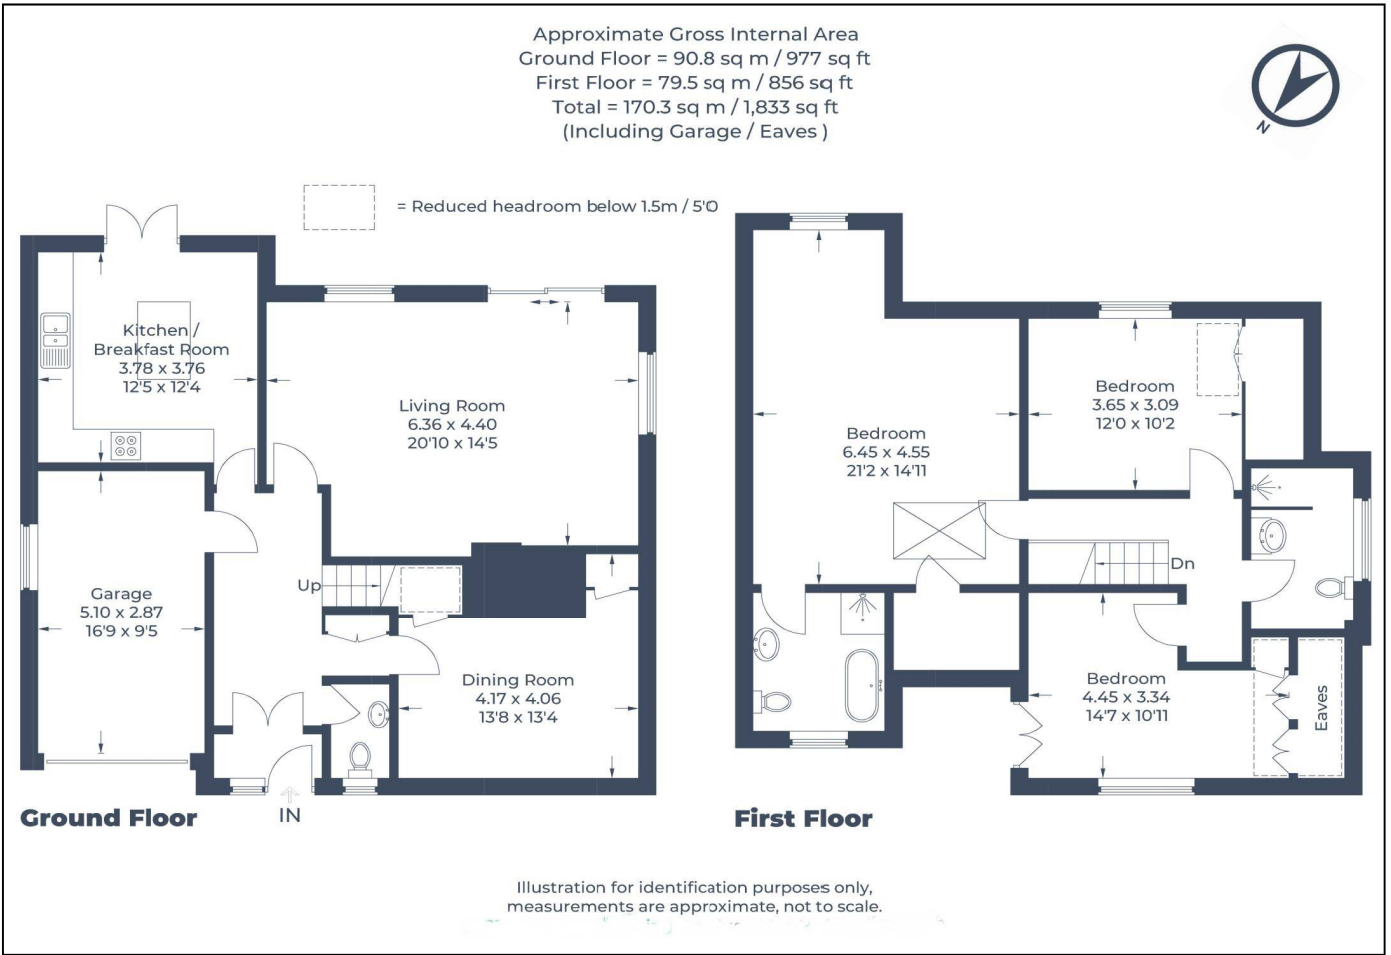 Approximate Gross Internal Area
Ground Floor = 90.8 sq m / 977 sq ft
First Floor = 79.5 sq m / 856 sq ft
Total = 170.3 sq m / 1,833 sq ft
(Including Garage / Eaves )
N
= Reduced headroom below 1.5m / 5'0
Kitchen /
Breakfast Room
3.78 x 3.76
12'5 x 12'4
Living Room
6.36 x 4.40
20'10 x 14'5
Garage
5.10 x 2.87
16'9 x 9'5
Up
Dining Room
4.17 x 4.06
13'8 x 13'4
IN
Ground Floor
Bedroom
6.45 x 4.55
21'2 x 14'11
Bedroom
3.65 x 3.09
12'0 x 10'2
Dn
Bedroom
4.45 x 3.34
14'7 x 10'11
Eaves
First Floor
Illustration for identification purposes only,
measurements are approximate, not to scale.